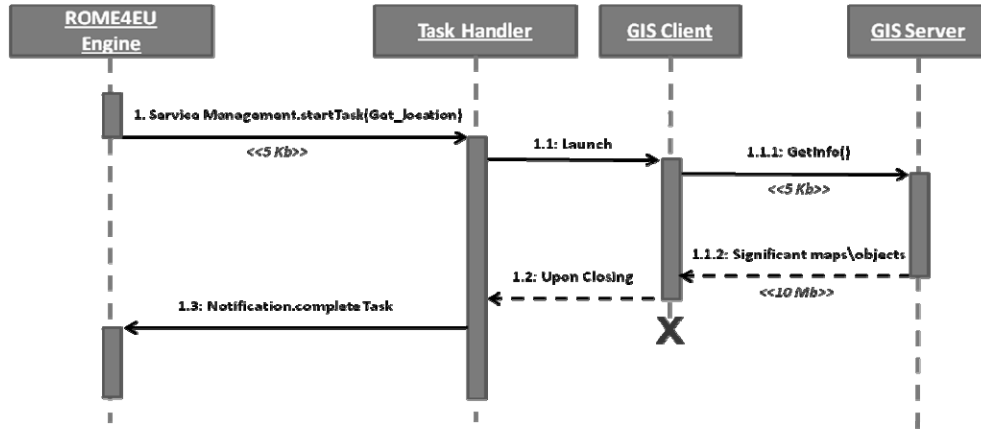 ROME4EU
Engine
Task Handler
GIS Client
GIS Server
1. Service Management.startTask(Get_location)
<<5 Kb>>
1.1: Launch
1.1.1: GetInfo()
<<5 Kb>>
1.1.2: Significant maps\objects
<<10 Mb>>
1.2: Upon Closing
1.3: Notification.complete Task
X